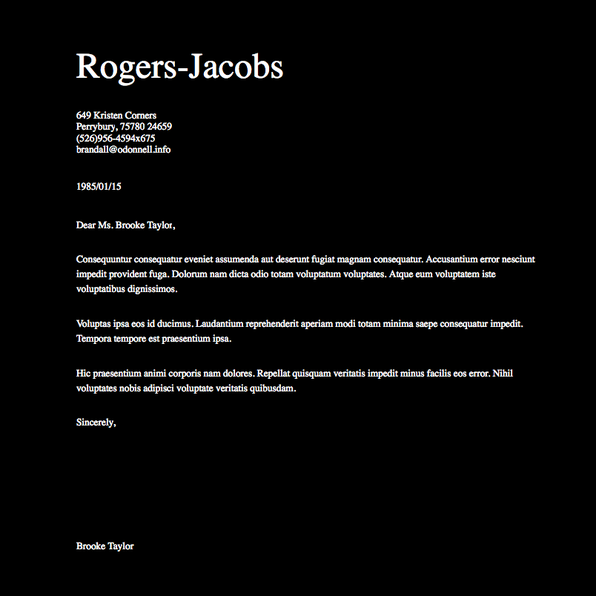 Rogers-Jacobs
649 Kristen Corners
Perrybury, 75780 24659
(526)956-4594x675
brandall@odonnell.info
1985/01/15
Dear Ms. Brooke Taylor,
Consequuntur consequatur eveniet assumenda aut deserunt fugiat magnam consequatur. Accusantium error nesciunt
impedit provident fuga. Dolorum nam dicta odio totam voluptatum voluptates. Atque eum voluptatem iste
voluptatibus dignissimos.
Voluptas ipsa eos id ducimus. Laudantium reprehenderit aperiam modi totam minima saepe consequatur impedit.
Tempora tempore est praesentium ipsa.
Hic praesentium animi corporis nam dolores. Repellat quisquam veritatis impedit minus facilis eos error. Nihil
voluptates nobis adipisci voluptate veritatis quibusdam.
Sincerely,
Brooke Taylor